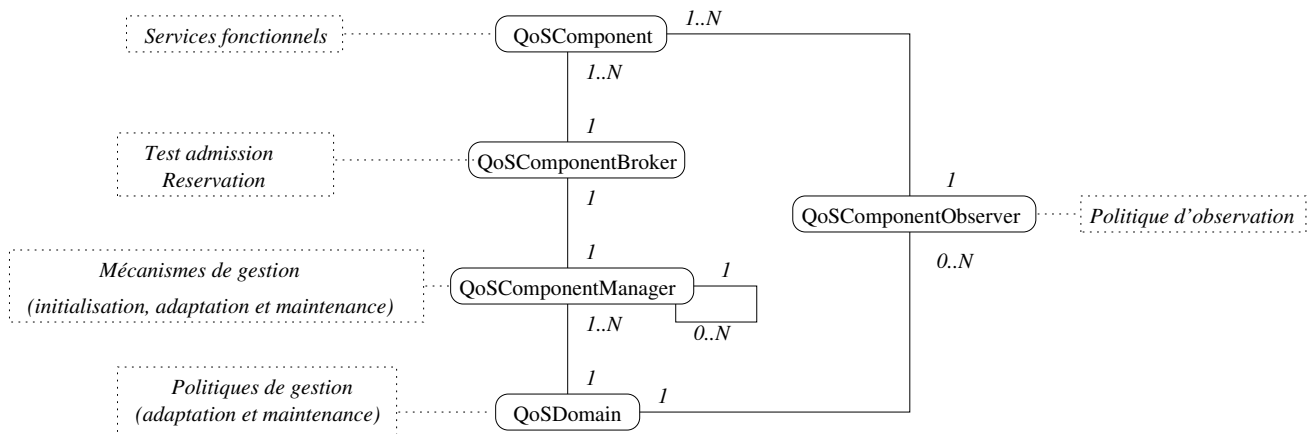 1..N
Services fonctionnels
QoSComponent
1..N
1
Test admission
Reservation
QoSComponentBroker
1
1
QoSComponentObserver
Politique d'observation
0..N
Mécanismes de gestion
(initialisation, adaptation et maintenance)
1
1
QoSComponentManager
1..N
0..N
Politiques de gestion
(adaptation et maintenance)
1
1
QoSDomain